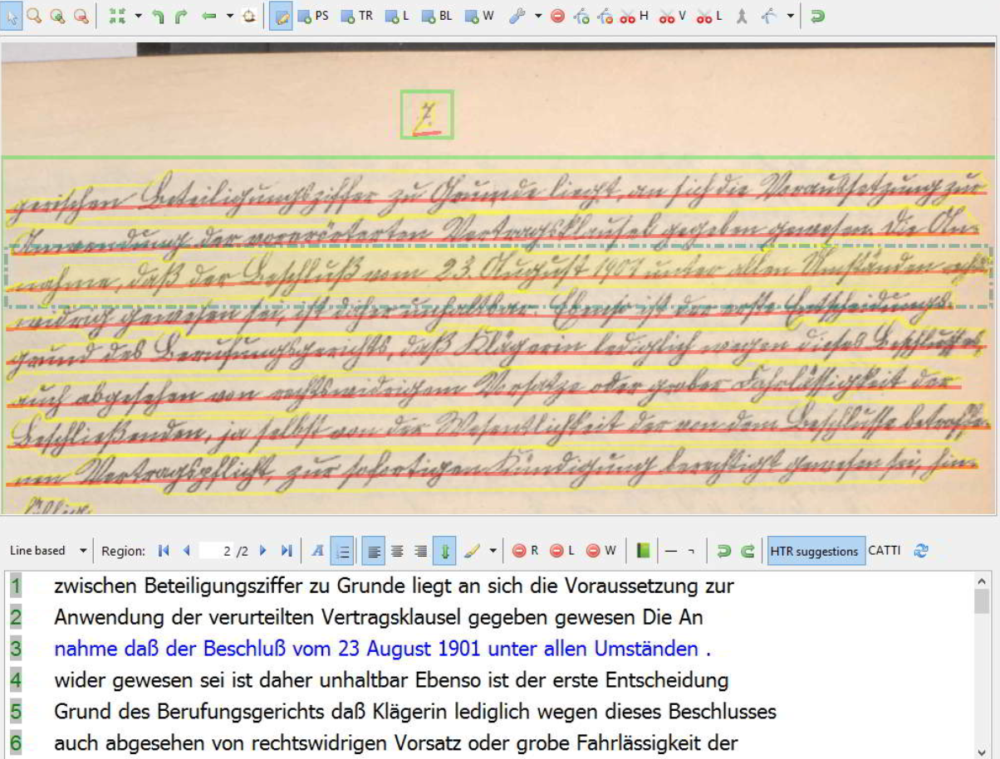 PS TR L BL W H V L
7.
gerischen Beteiligungsziffer zu Grunde liegt, an sich die Voraussetzung zur
Anwendung der vorerörterten Vertragsklausel gegeben gewesen. Die An-
nahme, daß der Beschluß vom 23 August 1901 unter allen Umständen
widrig gewesen sei, ist daher unhaltbar. Ebenso ist der erste Entscheidungs
grund des Berufungsgerichts, daß Klägerin lediglich wegen dieses Beschlusses,
auch abgesehen von rechtswidrigem Vorsatze oder grober Fahrlässigkeit der
Beschließenden, ja selbst von der Wesentlichkeit der von dem Beschlusse betroffe-
nen Vertragspflicht, zur sofortigen Kündigung berechtigt gewesen sei, hin-
Line based Region: 2 /2 A R L W HTR suggestions CATTI
1 zwischen Beteiligungsziffer zu Grunde liegt an sich die Voraussetzung zur
2 Anwendung der verurteilten Vertragsklausel gegeben gewesen Die An
3 nahme daß der Beschluß vom 23 August 1901 unter allen Umständen .
4 wider gewesen sei ist daher unhaltbar Ebenso ist der erste Entscheidung
5 Grund des Berufungsgerichts daß Klägerin lediglich wegen dieses Beschlusses
6 auch abgesehen von rechtswidrigen Vorsatz oder grobe Fahrlässigkeit der